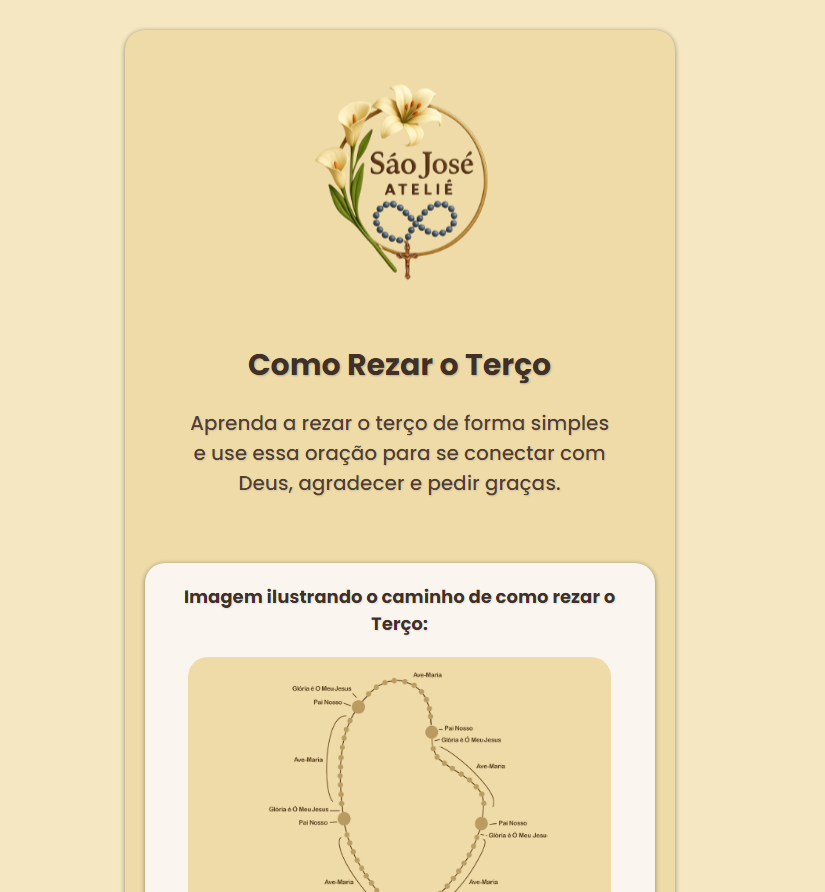 Sáo José
ATELIÊ
Como Rezar o Terço
Aprenda a rezar o terço de forma simples
e use essa oração para se conectar com
Deus, agradecer e pedir graças.
Imagem ilustrando o caminho de como rezar o
Terço:
Ave-Maria
Glória é O Meu Jesus
Pai Nosso
Pai Nosso
Glória é Ó Meu Jesus
Ave-Maria
Ave-Maria
Glória é Ó Meu Jesus
Pai Nosso
Pai Nosso
Glória é Ó Meu Jesu
Ave-Maria
Ave-Maria